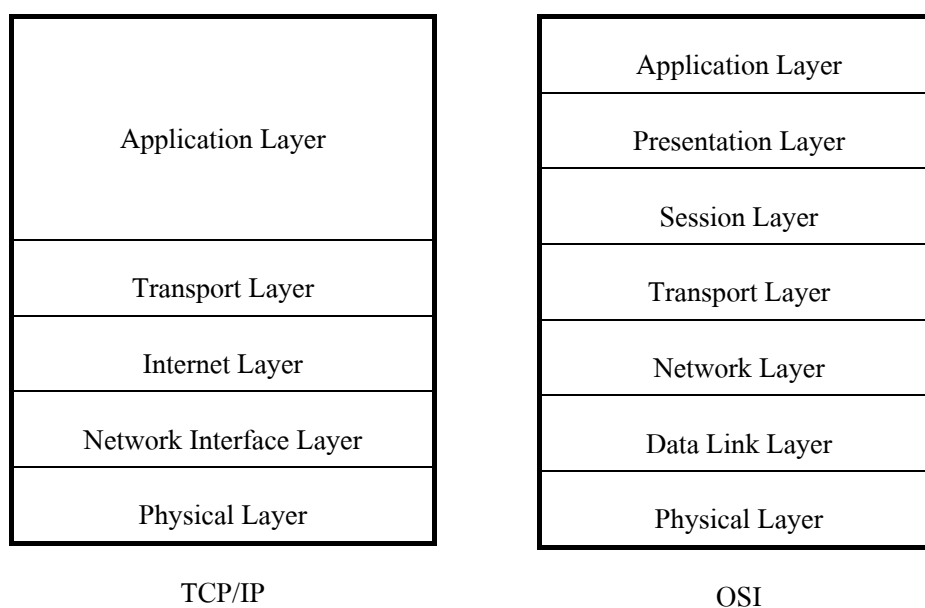 Application Layer
Transport Layer
Internet Layer
Network Interface Layer
Physical Layer
TCP/IP
Application Layer
Presentation Layer
Session Layer
Transport Layer
Network Layer
Data Link Layer
Physical Layer
OSI